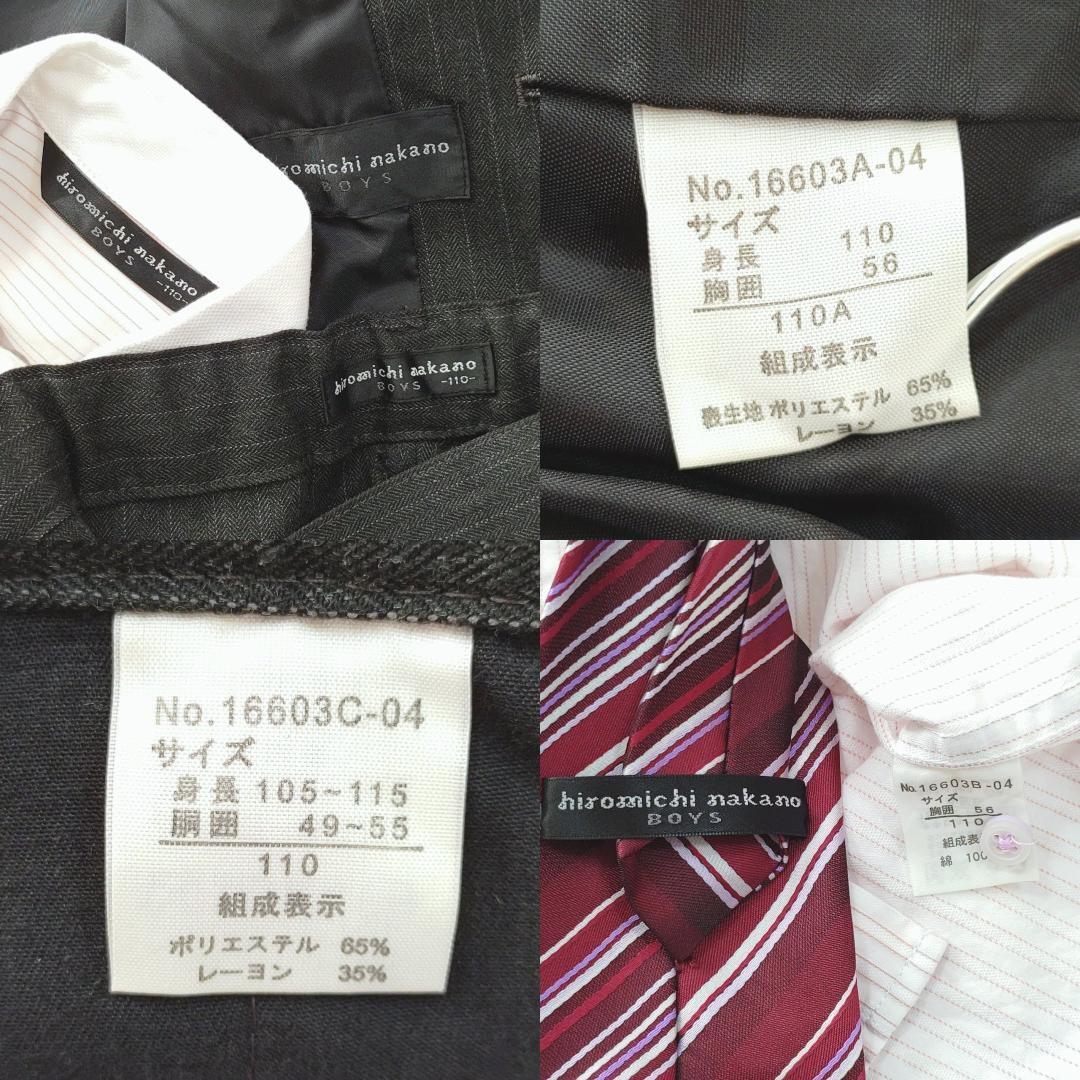 hiromichi nakano
BOYS
-110-
romichi nakano
BOYS
hiromichi nakano
BOYS -110-
No.16603A-04
サイズ
身長 110
胸囲 56
110A
組成表示
表生地 ポリエステル 65%
レーヨン 35%
No.16603C-04
サイズ
身長 105~115
胴囲 49~55
110
組成表示
ポリエステル 65%
レーヨン 35%
hiromichi nakano
BOYS
No.16603B-04
サイズ
胸囲 56
110
組成表
綿 100